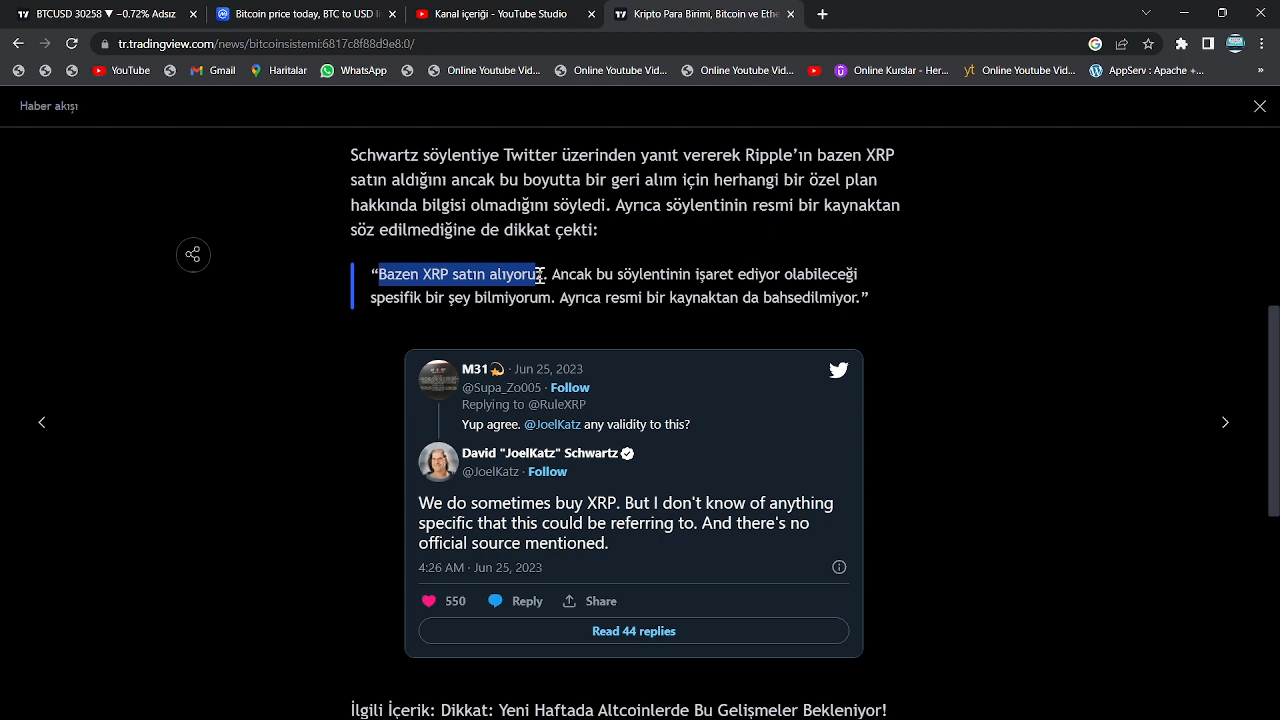 BTCUSD 30258 ▼ −0.72% Adsız
Bitcoin price today, BTC to USD li
Kanal içeriği - YouTube Studio
Kripto Para Birimi, Bitcoin ve Ethe
tr.tradingview.com/news/bitcoinsistemi:6817c8f88d9e8:0/
YouTube
Gmail
Haritalar
WhatsApp
Online Youtube Vid...
Online Youtube Vid...
Online Youtube Vid...
Online Kurslar - Her...
yt Online Youtube Vid...
AppServ : Apache +...
»
Haber akışı
Schwartz söylentiye Twitter üzerinden yanıt vererek Ripple’ın bazen XRP
satın aldığını ancak bu boyutta bir geri alım için herhangi bir özel plan
hakkında bilgisi olmadığını söyledi. Ayrıca söylentinin resmi bir kaynaktan
söz edilmediğine de dikkat çekti:
“Bazen XRP satın alıyoruz. Ancak bu söylentinin işaret ediyor olabileceği
spesifik bir şey bilmiyorum. Ayrıca resmi bir kaynaktan da bahsedilmiyor.”
M31💫 · Jun 25, 2023
@Supa_Zo005 · Follow
Replying to @RuleXRP
Yup agree. @JoelKatz any validity to this?
David "JoelKatz" Schwartz
@JoelKatz · Follow
We do sometimes buy XRP. But I don't know of anything
specific that this could be referring to. And there's no
official source mentioned.
4:26 AM · Jun 25, 2023
550 Reply Share
Read 44 replies
İlgili İçerik: Dikkat: Yeni Haftada Altcoinlerde Bu Gelişmeler Bekleniyor!